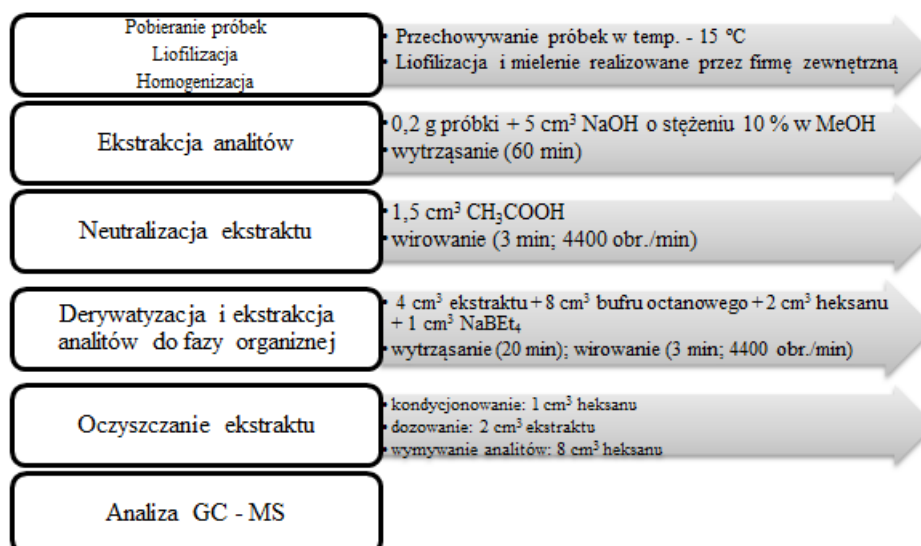 Pobieranie próbek
Liofilizacja
Homogenizacja
• Przechowywanie próbek w temp. - 15 °C
• Liofilizacja i mielenie realizowane przez firmę zewnętrzną
Ekstrakcja analitów
• 0,2 g próbki + 5 cm³ NaOH o stężeniu 10 % w MeOH
• wytrząsanie (60 min)
Neutralizacja ekstraktu
• 1,5 cm³ CH₃COOH
• wirowanie (3 min; 4400 obr./min)
Derywatyzacja i ekstrakcja
analitów do fazy organiznej
• 4 cm³ ekstraktu + 8 cm³ bufru octanowego + 2 cm³ heksanu
+ 1 cm³ NaBEt₄
• wytrząsanie (20 min); wirowanie (3 min; 4400 obr./min)
Oczyszczanie ekstraktu
• kondycjonowanie: 1 cm³ heksanu
• dozowanie: 2 cm³ ekstraktu
• wymywanie analitów: 8 cm³ heksanu
Analiza GC - MS